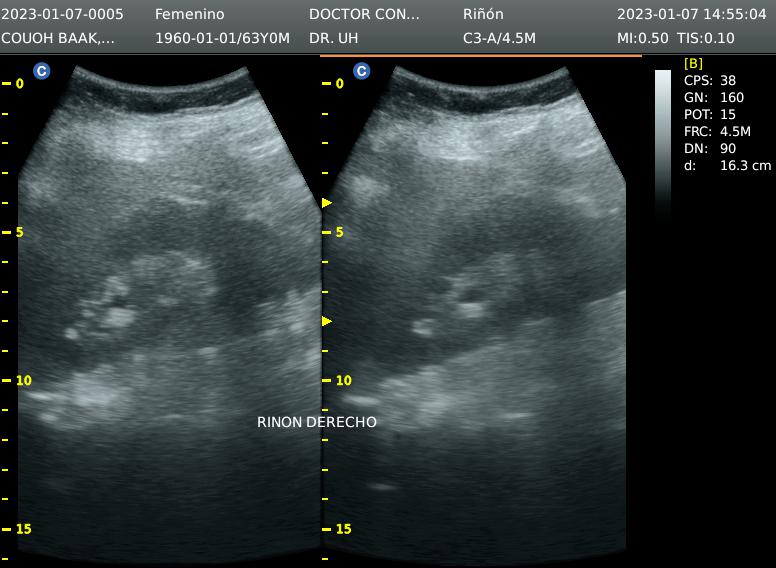 2023-01-07-0005 Femenino DOCTOR CON... Riñón 2023-01-07 14:55:04
COUOH BAAK,... 1960-01-01/63Y0M DR. UH C3-A/4.5M MI:0.50 TIS:0.10
C C [B]
0 0 CPS: 38
GN: 160
POT: 15
FRC: 4.5M
DN: 90
d: 16.3 cm
5 5
10 10
RINON DERECHO
15 15